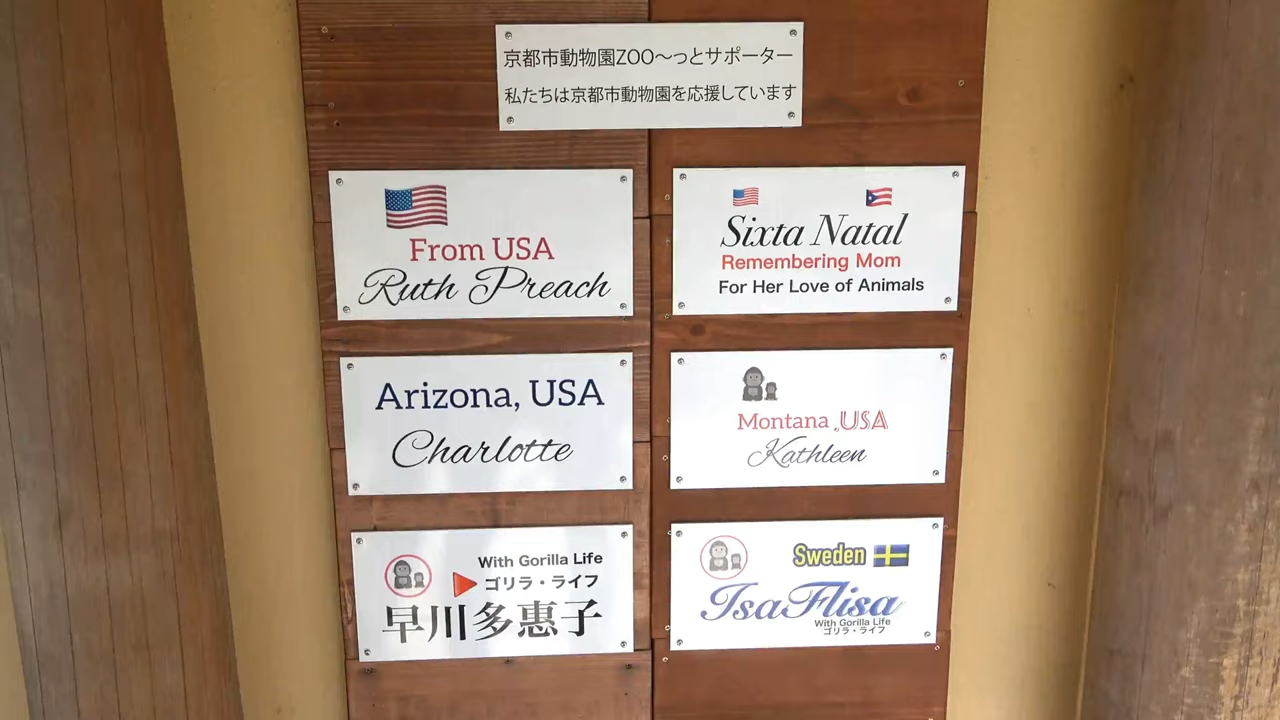 京都市動物園ZOO～っとサポーター
私たちは京都市動物園を応援しています
From USA
Ruth Preach
Sixta Natal
Remembering Mom
For Her Love of Animals
Arizona, USA
Charlotte
Montana ,USA
Kathleen
With Gorilla Life
ゴリラ・ライフ
早川多惠子
Sweden
IsaFlisa
With Gorilla Life
ゴリラ・ライフ